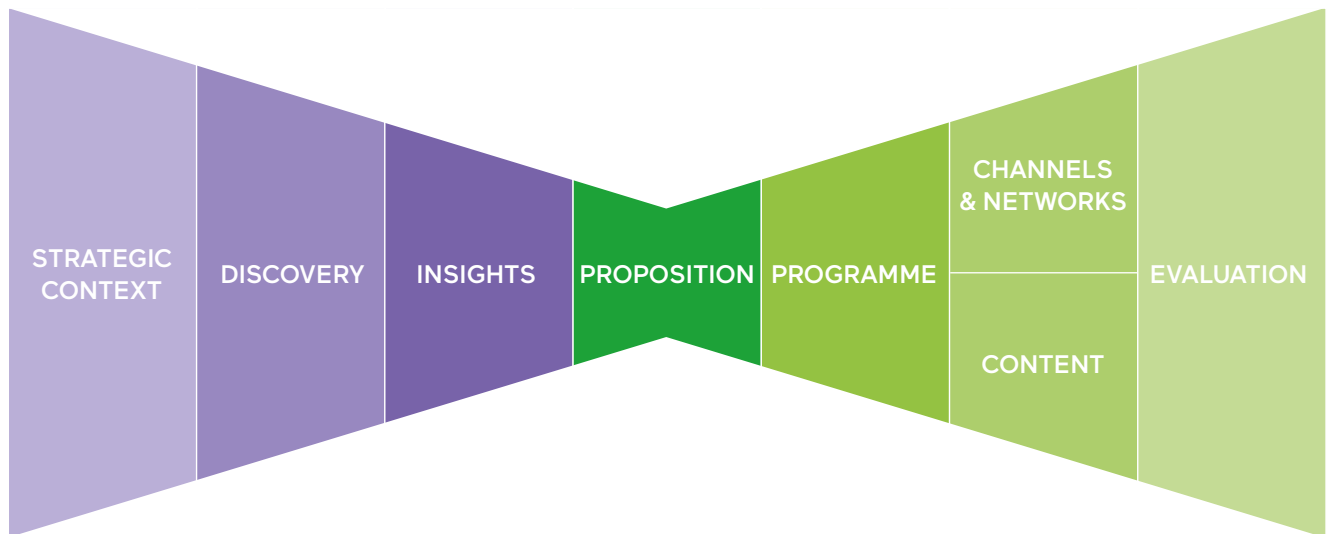 STRATEGIC
CONTEXT
DISCOVERY
INSIGHTS
PROPOSITION
PROGRAMME
CHANNELS
& NETWORKS
CONTENT
EVALUATION